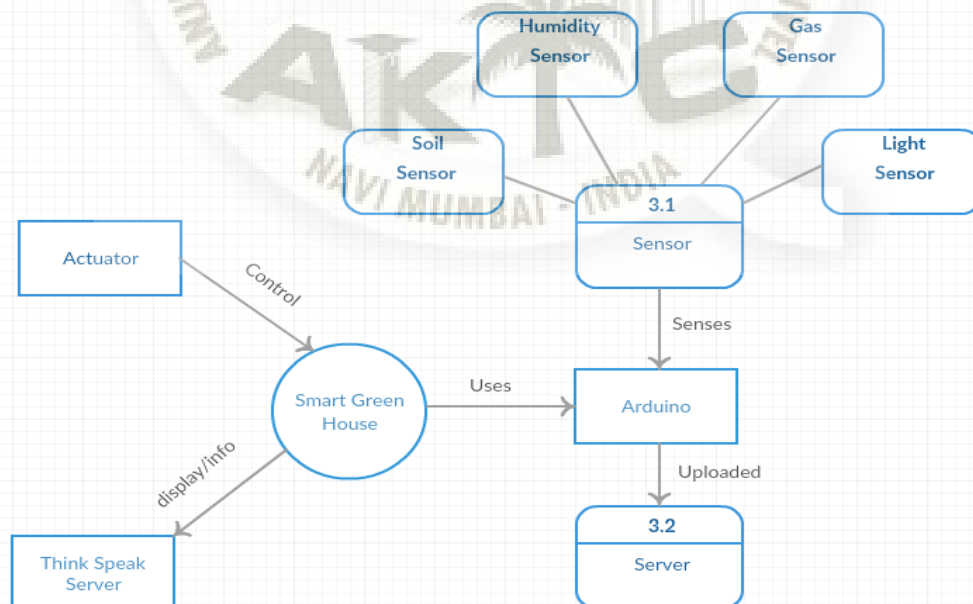 AKTC
NAVI MUMBAI - INDIA
Humidity
Sensor
Gas
Sensor
Soil
Sensor
Light
Sensor
3.1
Sensor
Actuator
Control
Senses
Smart Green
House
Uses
Arduino
display/info
Uploaded
3.2
Server
Think Speak
Server